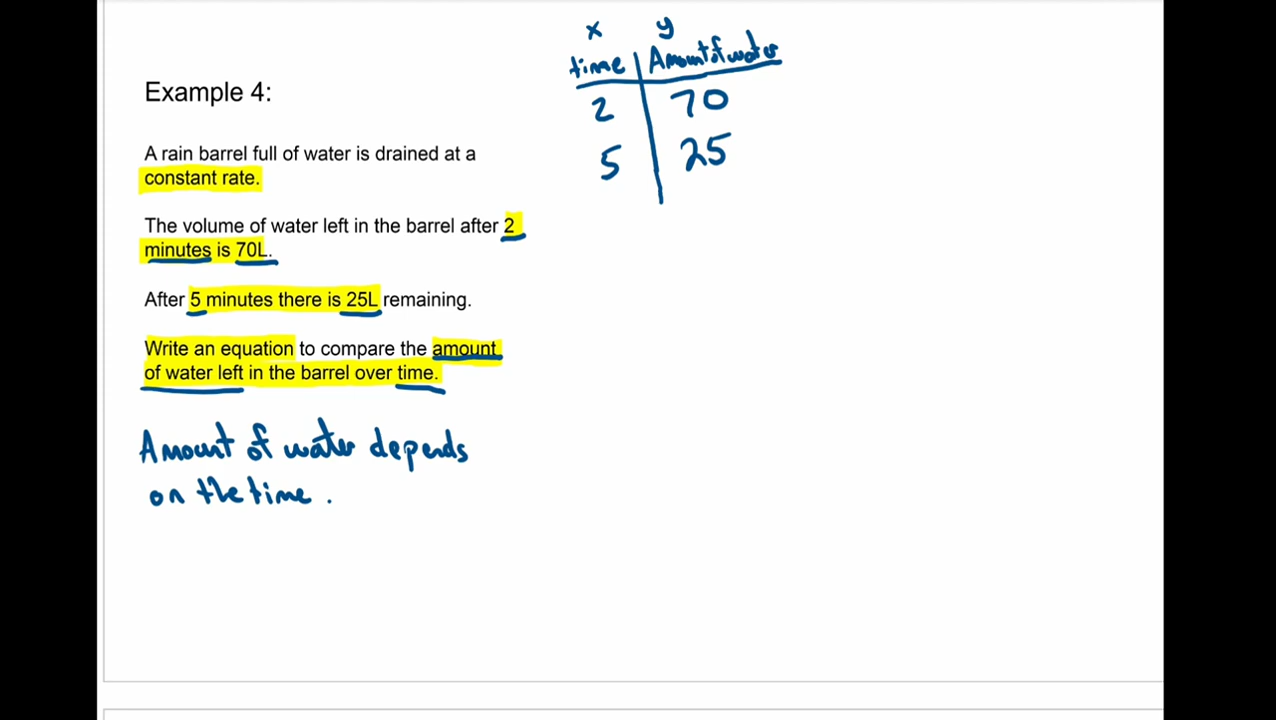 Example 4:
A rain barrel full of water is drained at a
constant rate.
The volume of water left in the barrel after 2
minutes is 70L.
After 5 minutes there is 25L remaining.
Write an equation to compare the amount
of water left in the barrel over time.
Amount of water depends
on the time.
x y
time Amount of water
2 70
5 25